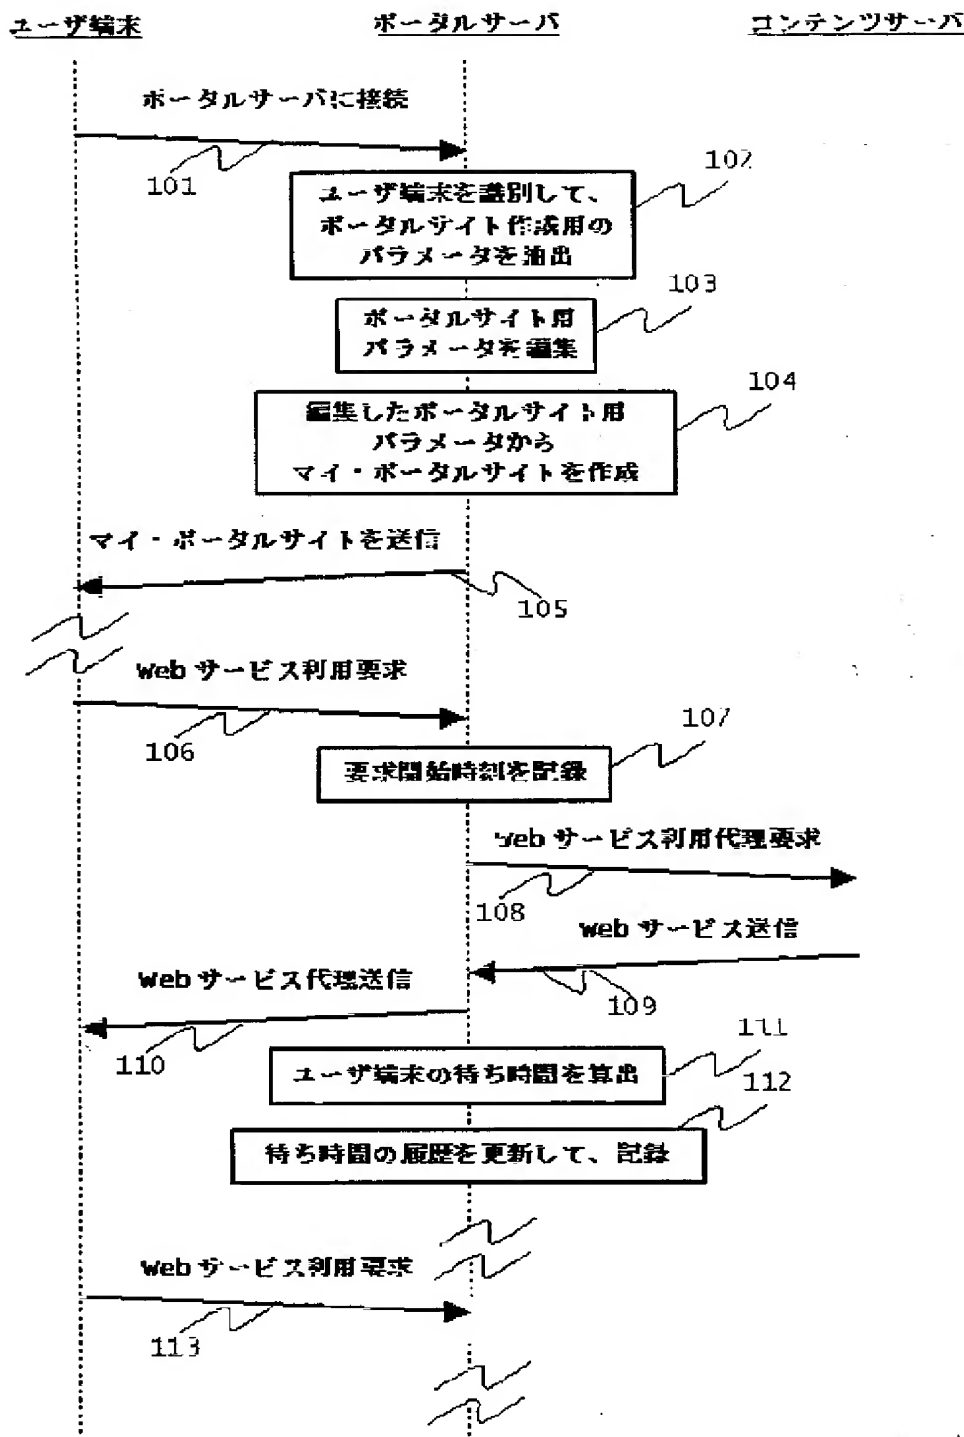 ユーザ端末
ポータルサーバ
コンテンツサーバ
ポータルサーバに接続
101
102
ユーザ端末を識別して、
ポータルサイト作成用の
パラメータを抽出
103
ポータルサイト用
パラメータを編集
104
編集したポータルサイト用
パラメータから
マイ・ポータルサイトを作成
マイ・ポータルサイトを送信
105
Web サービス利用要求
106
107
要求開始時刻を記録
Web サービス利用代理要求
108
Web サービス送信
109
Web サービス代理送信
110
111
ユーザ端末の待ち時間を算出
112
待ち時間の履歴を更新して、記録
Web サービス利用要求
113